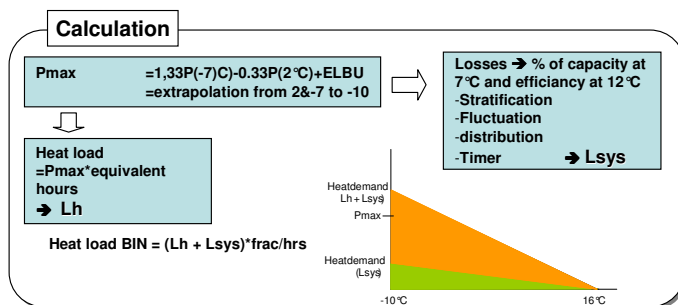 Calculation
Pmax =1,33P(-7)C)-0.33P(2°C)+ELBU
=extrapolation from 2&-7 to -10
Losses ➔ % of capacity at
7°C and efficiancy at 12°C
-Stratification
-Fluctuation
-distribution
-Timer ➔ Lsys
Heat load
=Pmax*equivalent
hours
➔ Lh
Heat load BIN = (Lh + Lsys)*frac/hrs
Heatdemand
Lh + Lsys)
Pmax
Heatdemand
(Lsys)
-10°C 16°C